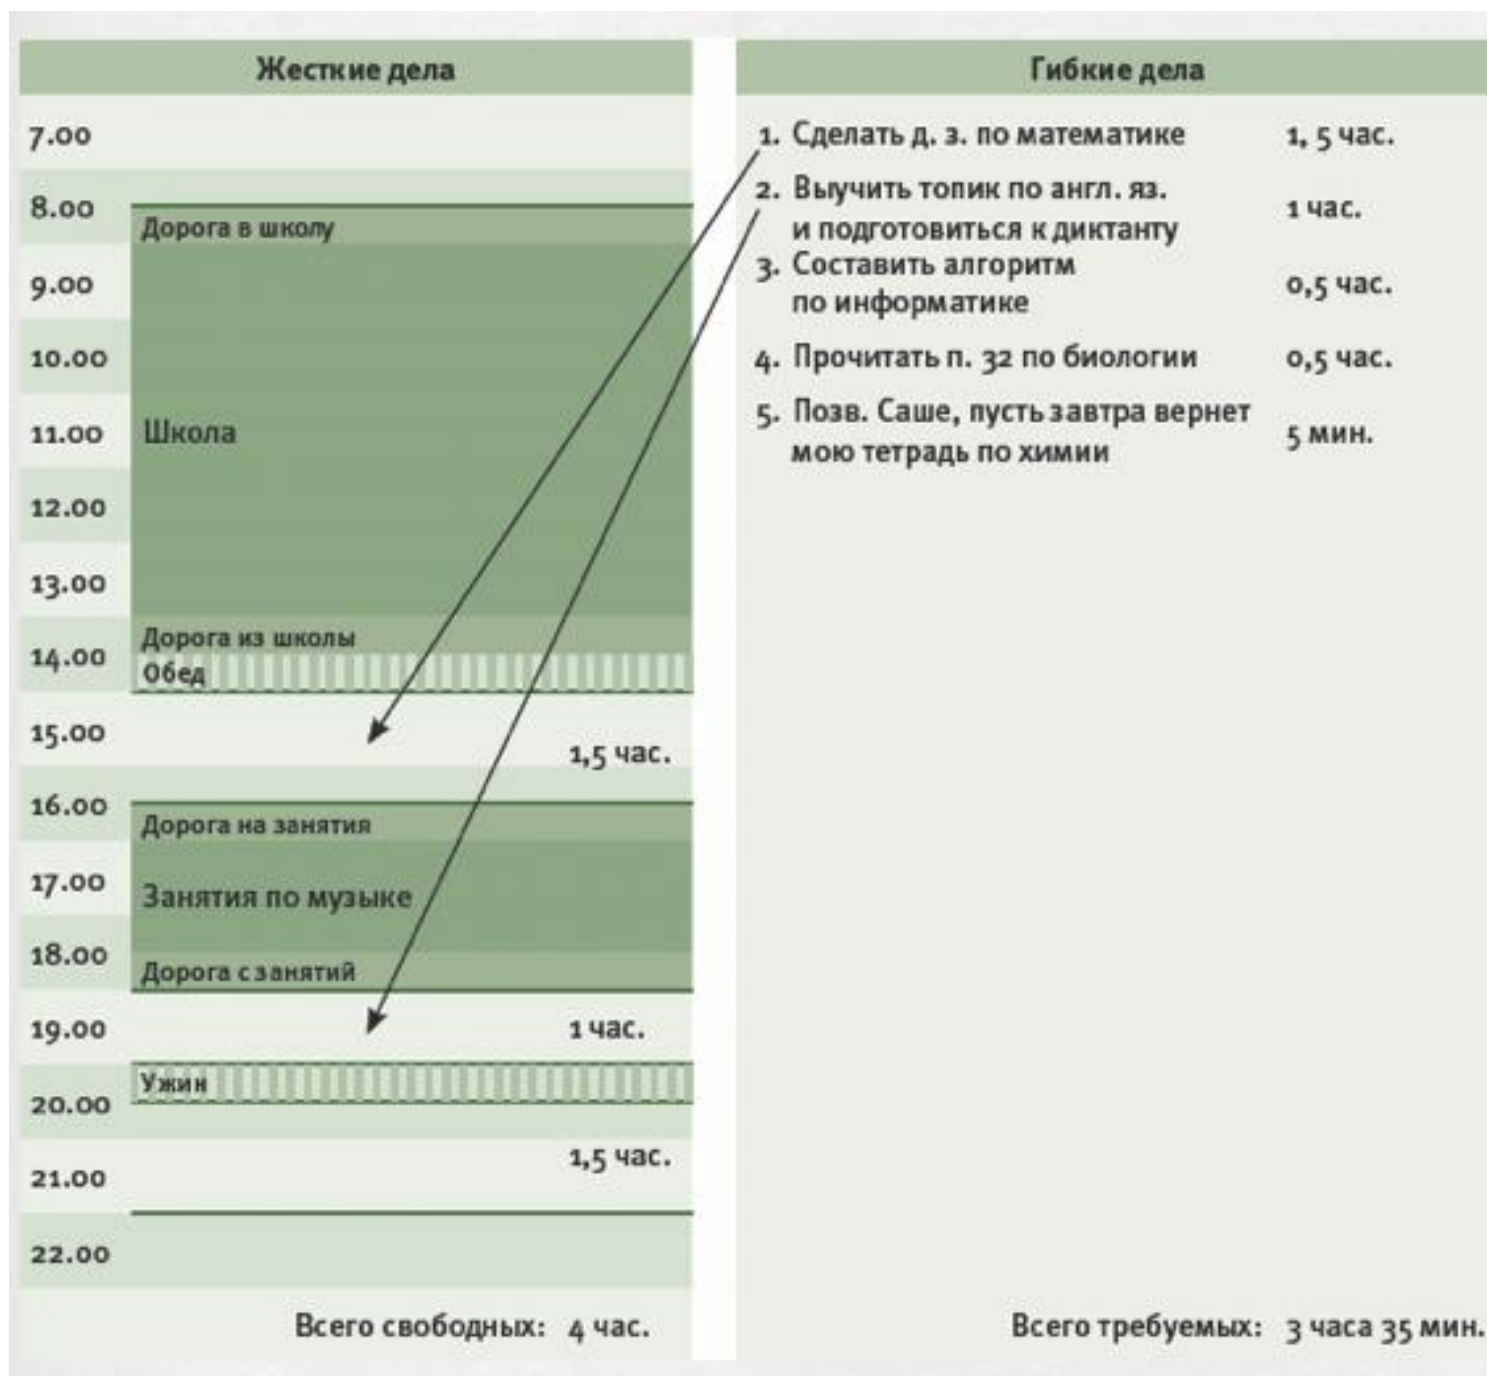 Жесткие дела
7.00
8.00
Дорога в школу
9.00
10.00
11.00
Школа
12.00
13.00
Дорога из школы
14.00
Обед
15.00
1,5 час.
16.00
Дорога на занятия
17.00
Занятия по музыке
18.00
Дорога с занятий
19.00
1 час.
Ужин
20.00
1,5 час.
21.00
22.00
Всего свободных: 4 час.
Гибкие дела
1. Сделать д. з. по математике 1, 5 час.
2. Выучить топик по англ. яз.
и подготовиться к диктанту
1 час.
3. Составить алгоритм
по информатике
0,5 час.
4. Прочитать п. 32 по биологии 0,5 час.
5. Позв. Саше, пусть завтра вернет
мою тетрадь по химии
5 мин.
Всего требуемых: 3 часа 35 мин.